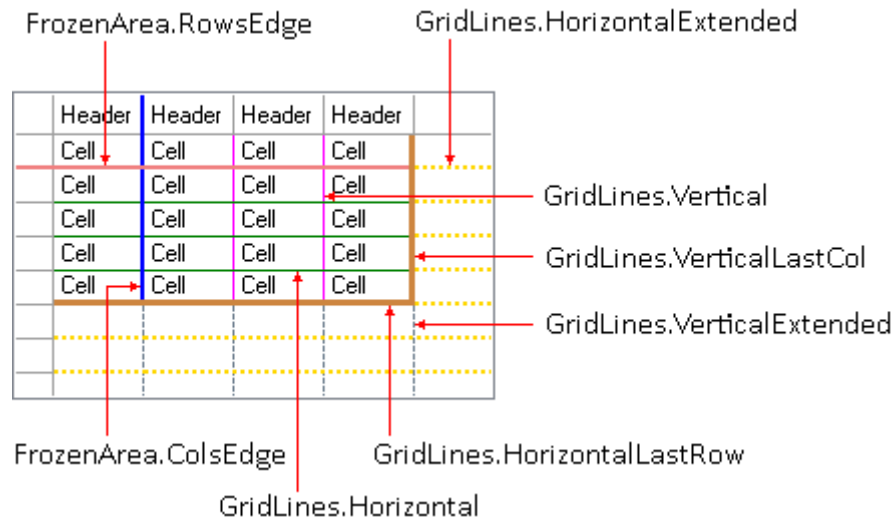 FrozenArea.RowsEdge GridLines.HorizontalExtended
Header Header Header Header
Cell Cell Cell Cell
Cell Cell Cell Cell
Cell Cell Cell Cell
Cell Cell Cell Cell
Cell Cell Cell Cell
GridLines.Vertical
GridLines.VerticalLastCol
GridLines.VerticalExtended
FrozenArea.ColsEdge GridLines.HorizontalLastRow
GridLines.Horizontal